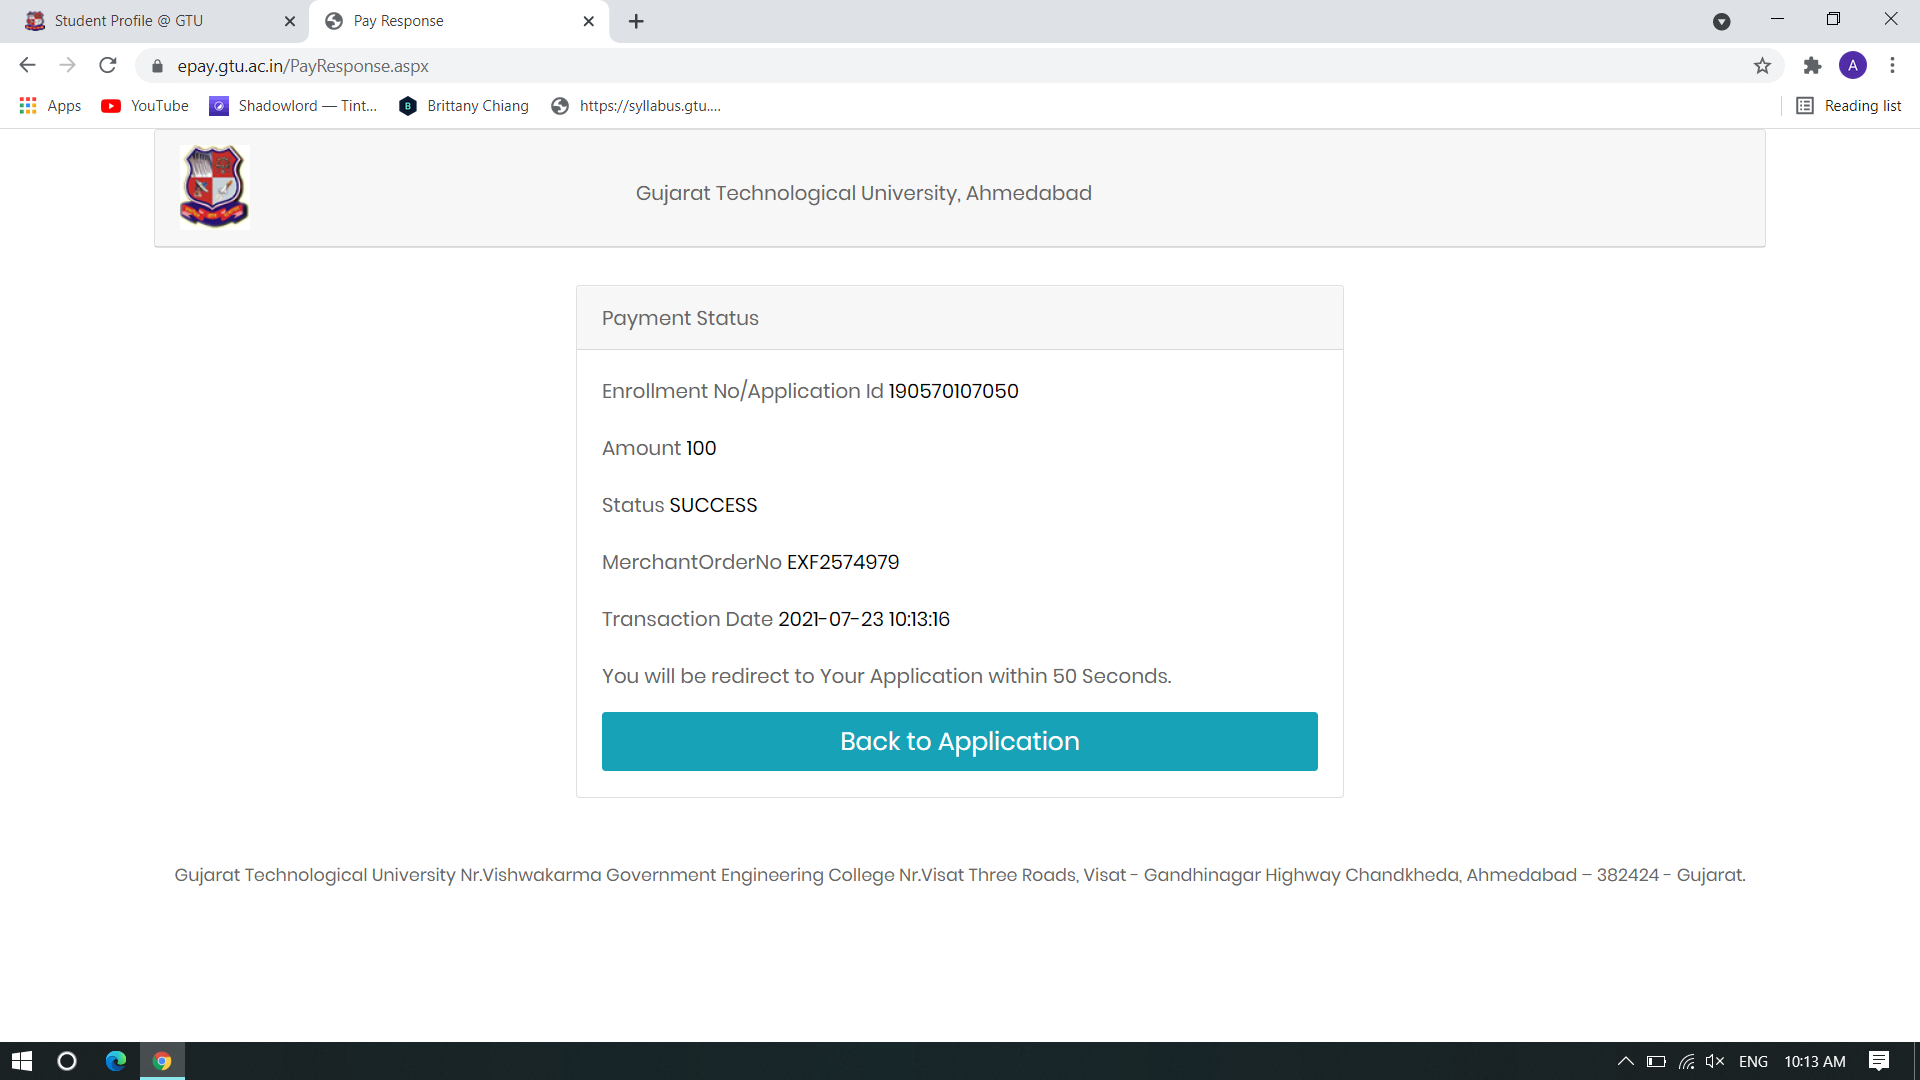 Student Profile @ GTU
Pay Response
epay.gtu.ac.in/PayResponse.aspx
A
Apps
YouTube
Shadowlord — Tint...
B
Brittany Chiang
https://syllabus.gtu....
Reading list
Gujarat Technological University, Ahmedabad
Payment Status
Enrollment No/Application Id 190570107050
Amount 100
Status SUCCESS
MerchantOrderNo EXF2574979
Transaction Date 2021-07-23 10:13:16
You will be redirect to Your Application within 50 Seconds.
Back to Application
Gujarat Technological University Nr.Vishwakarma Government Engineering College Nr.Visat Three Roads, Visat - Gandhinagar Highway Chandkheda, Ahmedabad – 382424 - Gujarat.
ENG
10:13 AM